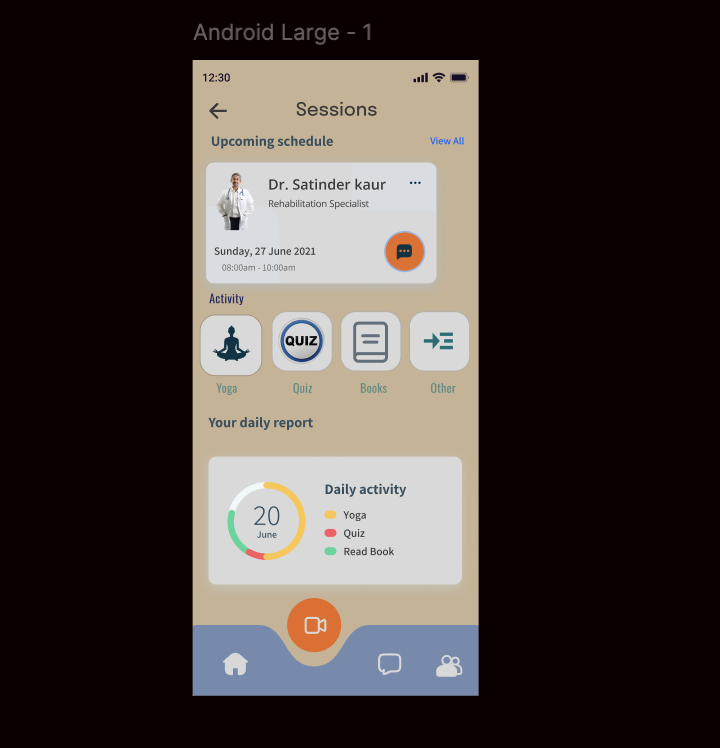 Android Large - 1
12:30
Sessions
Upcoming schedule
View All
Dr. Satinder kaur
Rehabilitation Specialist
Sunday, 27 June 2021
08:00am - 10:00am
Activity
QUIZ
Yoga
Quiz
Books
Other
Your daily report
Daily activity
20
June
Yoga
Quiz
Read Book